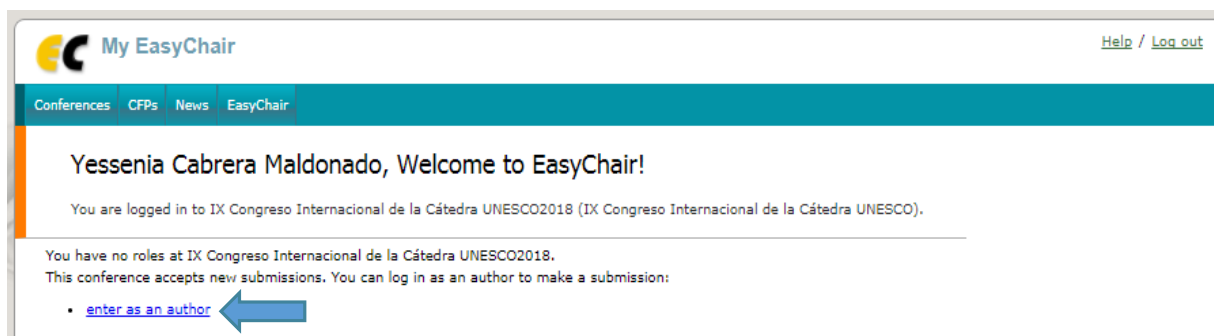 EC My EasyChair
Help / Log out
Conferences CFPs News EasyChair
Yessenia Cabrera Maldonado, Welcome to EasyChair!
You are logged in to IX Congreso Internacional de la Cátedra UNESCO2018 (IX Congreso Internacional de la Cátedra UNESCO).
You have no roles at IX Congreso Internacional de la Cátedra UNESCO2018.
This conference accepts new submissions. You can log in as an author to make a submission:
• enter as an author